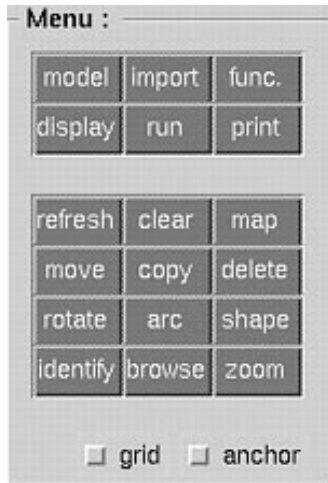 Menu :
model import func.
display run print
refresh clear map
move copy delete
rotate arc shape
identify browse zoom
grid anchor